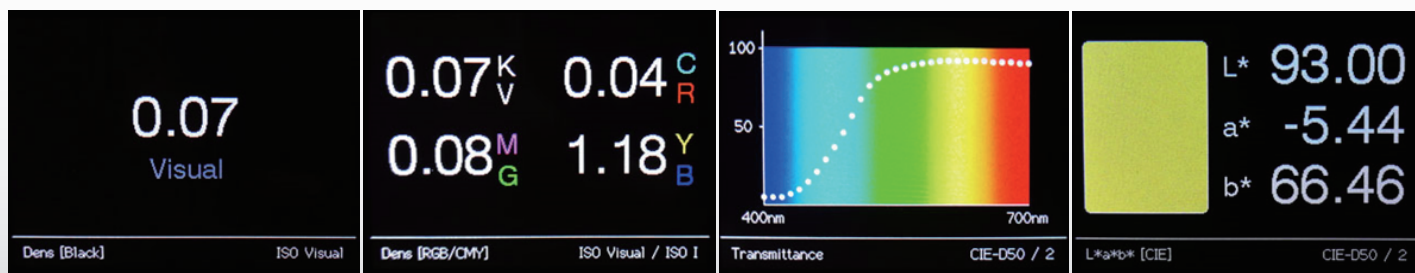 0.07
Visual
Dens [Black] ISO Visual
0.07 K V 0.04 C R
0.08 M G 1.18 Y B
Dens [RGB/CMY] ISO Visual / ISO I
100
50
400nm 700nm
Transmittance CIE-D50 / 2
L* 93.00
a* -5.44
b* 66.46
L*a*b* [CIE] CIE-D50 / 2